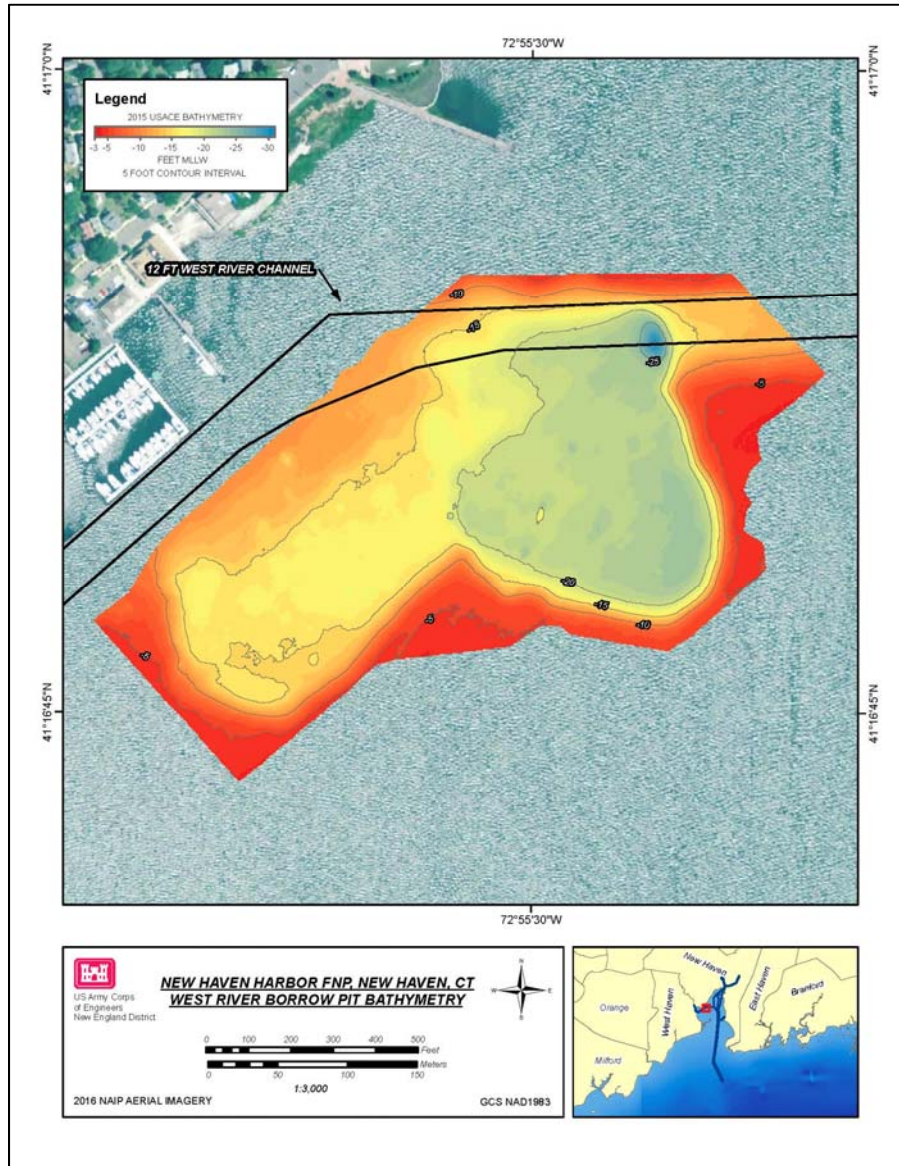 72°55'30"W
41°17'0"N
41°17'0"N
Legend
2015 USACE BATHYMETRY
-3 -5 -10 -15 -20 -25 -30
FEET MLLW
5 FOOT CONTOUR INTERVAL
12 FT WEST RIVER CHANNEL
-10
-15
-25
-5
-20
-15
-10
-5
-5
41°16'45"N
41°16'45"N
72°55'30"W
US Army Corps
of Engineers
New England District
NEW HAVEN HARBOR FNP, NEW HAVEN, CT
WEST RIVER BORROW PIT BATHYMETRY
N
W E
S
0 100 200 300 400 500
Feet
Meters
0 50 100 150
1:3,000
2016 NAIP AERIAL IMAGERY
GCS NAD1983
New Haven
Orange
West Haven
East Haven
Branford
Milford